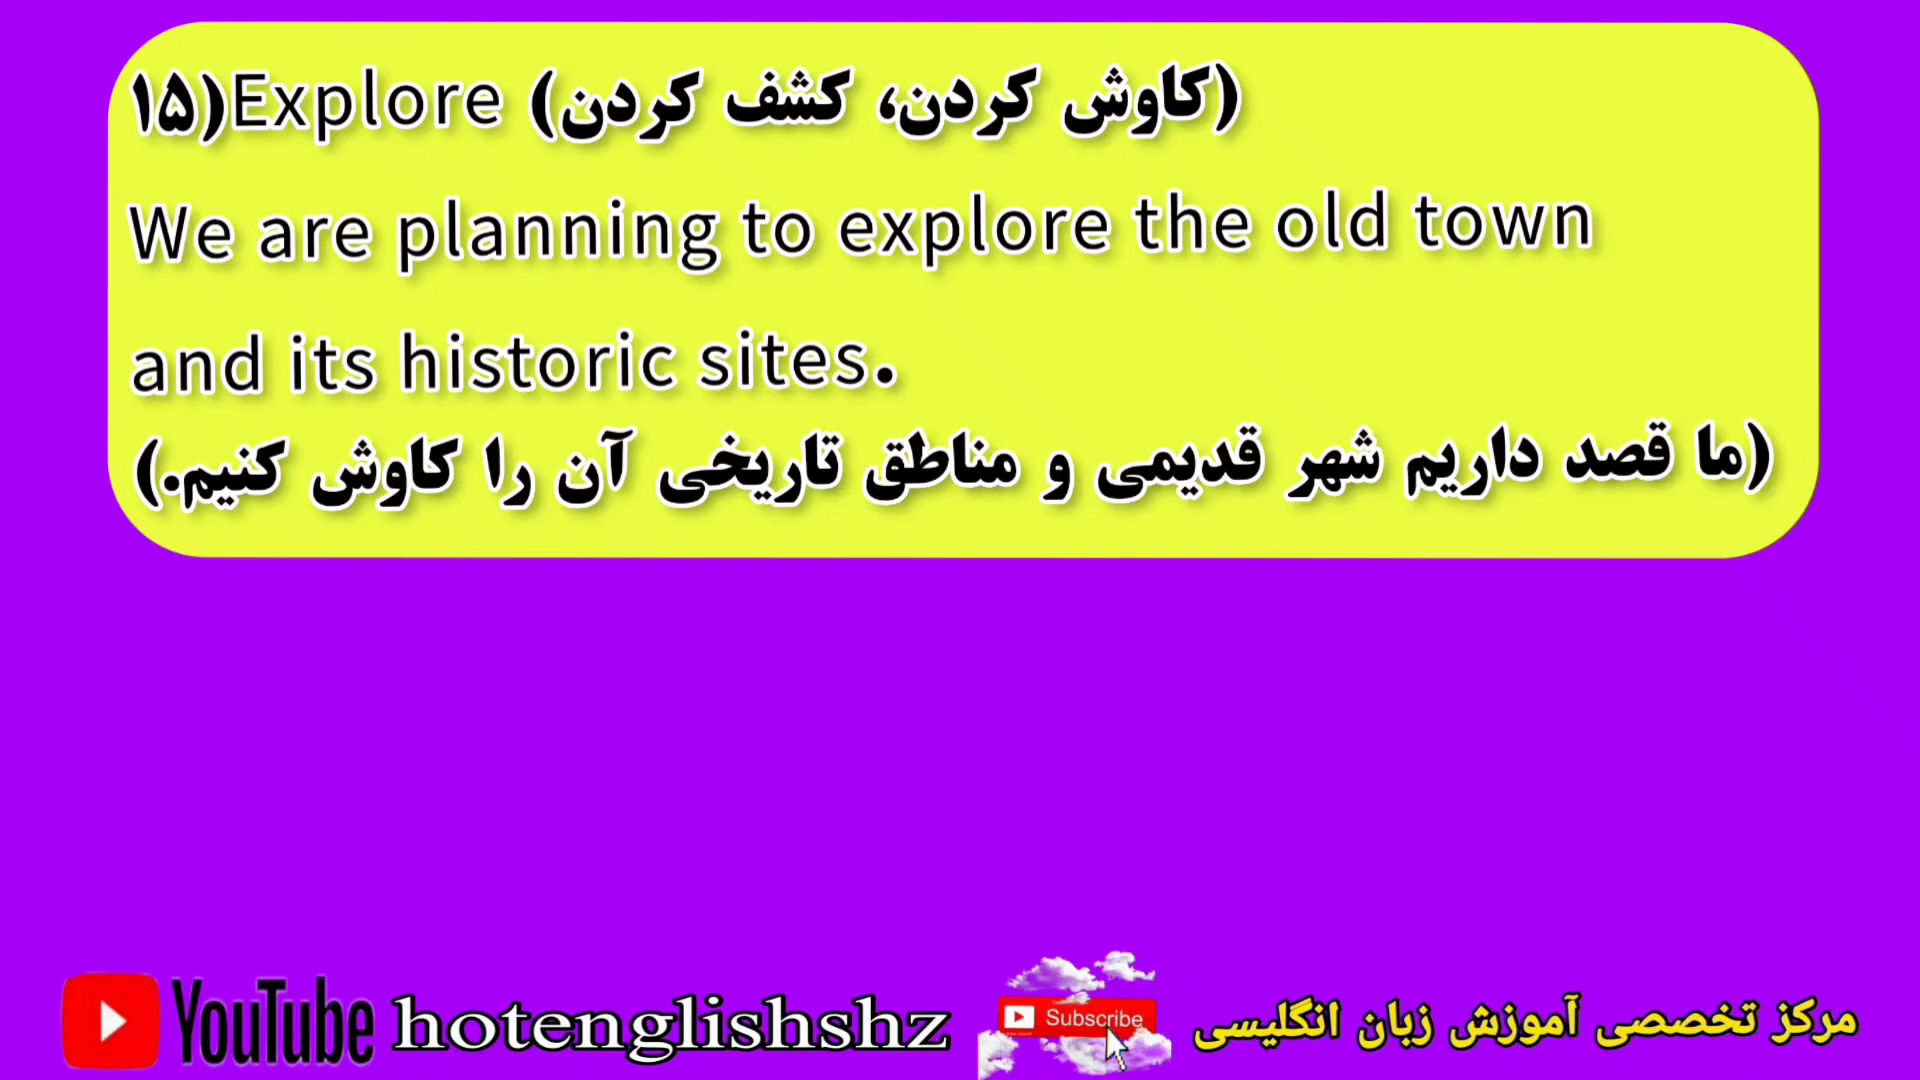 ۱۵)Explore (کاوش کردن، کشف کردن)
We are planning to explore the old town
and its historic sites.
(ما قصد داریم شهر قدیمی و مناطق تاریخی آن را کاوش کنیم.)
YouTube hotenglishshz Subscribe مرکز تخصصی آموزش زبان انگلیسی